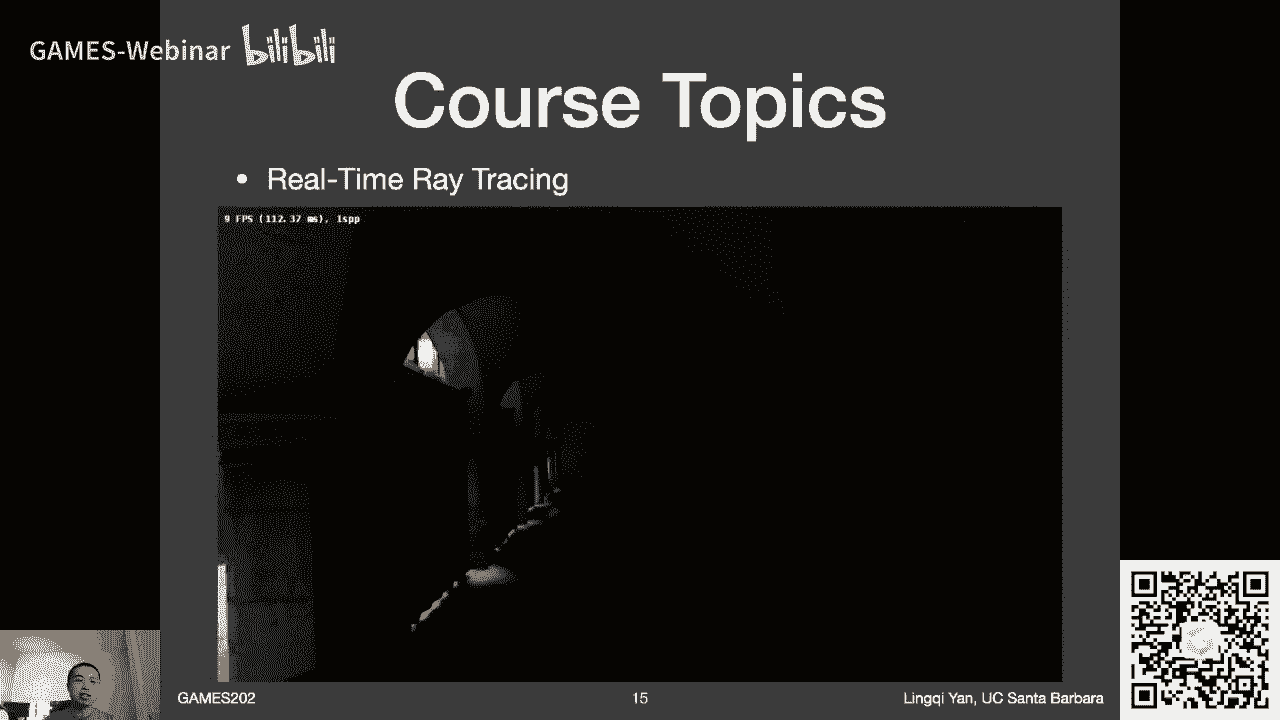 GAMES-Webinar bilibili
Course Topics
• Real-Time Ray Tracing
9 FPS (112.37 ms), 1spp
GAMES202
15
Lingqi Yan, UC Santa Barbara